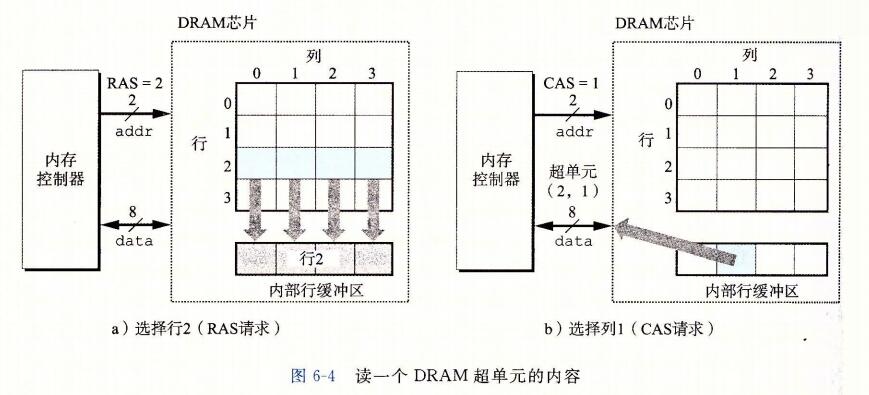 DRAM芯片
列
0 1 2 3
RAS = 2
2
addr
行
0
1
2
3
内存
控制器
8
data
行2
内部行缓冲区
a）选择行2（RAS请求）
DRAM芯片
列
0 1 2 3
CAS = 1
2
addr
行
0
1
2
3
内存
控制器
超单元
（2，1）
8
data
内部行缓冲区
b）选择列1（CAS请求）
图 6-4 读一个 DRAM 超单元的内容